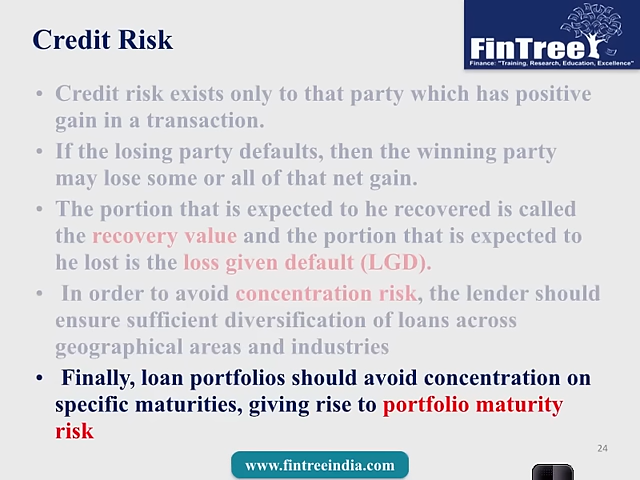 Credit Risk
FinTree
Finance: "Training, Research, Education, Excellence"
• Credit risk exists only to that party which has positive
gain in a transaction.
• If the losing party defaults, then the winning party
may lose some or all of that net gain.
• The portion that is expected to he recovered is called
the recovery value and the portion that is expected to
he lost is the loss given default (LGD).
• In order to avoid concentration risk, the lender should
ensure sufficient diversification of loans across
geographical areas and industries
• Finally, loan portfolios should avoid concentration on
specific maturities, giving rise to portfolio maturity
risk
24
www.fintreeindia.com